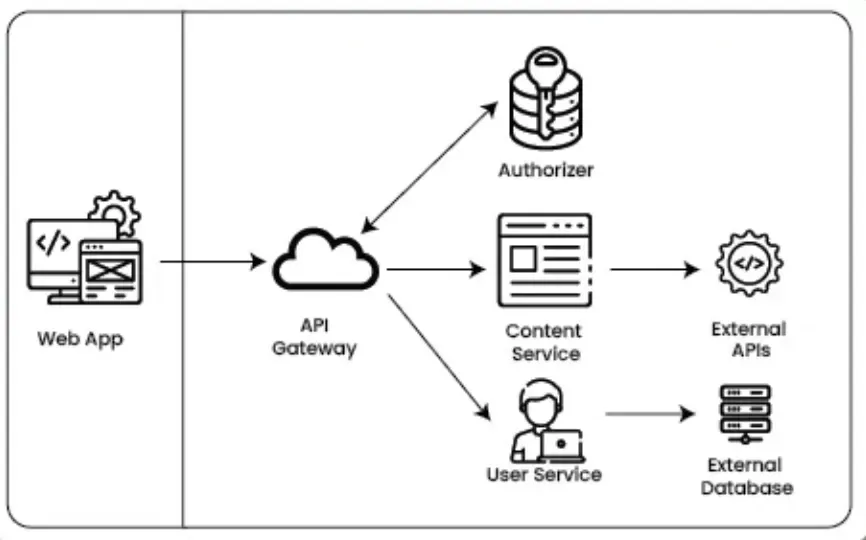 Authorizer
Web App
API
Gateway
Content
Service
External
APIs
User Service
External
Database